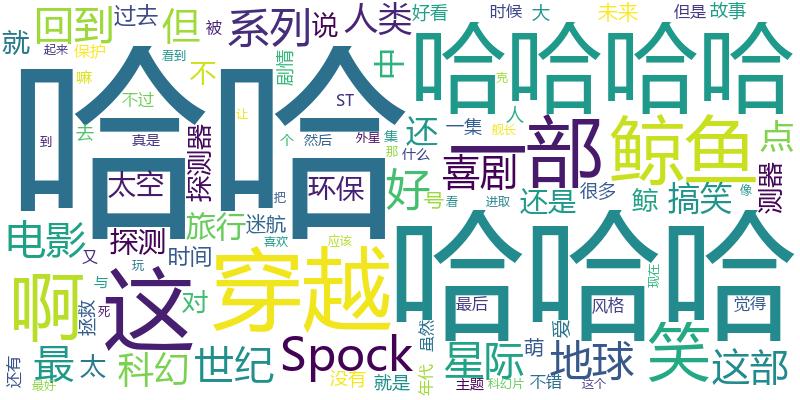 就
过去
被
回到
但
系列
说
人类
好看
时候
大
未来
但是
故事
起来
保护
看到
嘛
不
剧情
中
哈哈
哈哈哈哈
不过
ST
克
让
去
探测器
还
人
一部
鲸鱼
点
到
真是
个
然后
外星
集
一集
舰长
那
什么
喜剧
太空
环保
好
号
看
进取
还是
鲸
很多
搞笑
像
测器
把
电影
探测
旅行
迷航
喜欢
应该
又
时间
哈哈哈
啊
这
穿越
与
玩
对
现在
拯救
死
最后
风格
觉得
最
太
科幻
世纪
Spock
虽然
星际
爱
萌
地球
笑
这部
还有
最好
没有
就是
年代
主题
科幻片
不错
这个